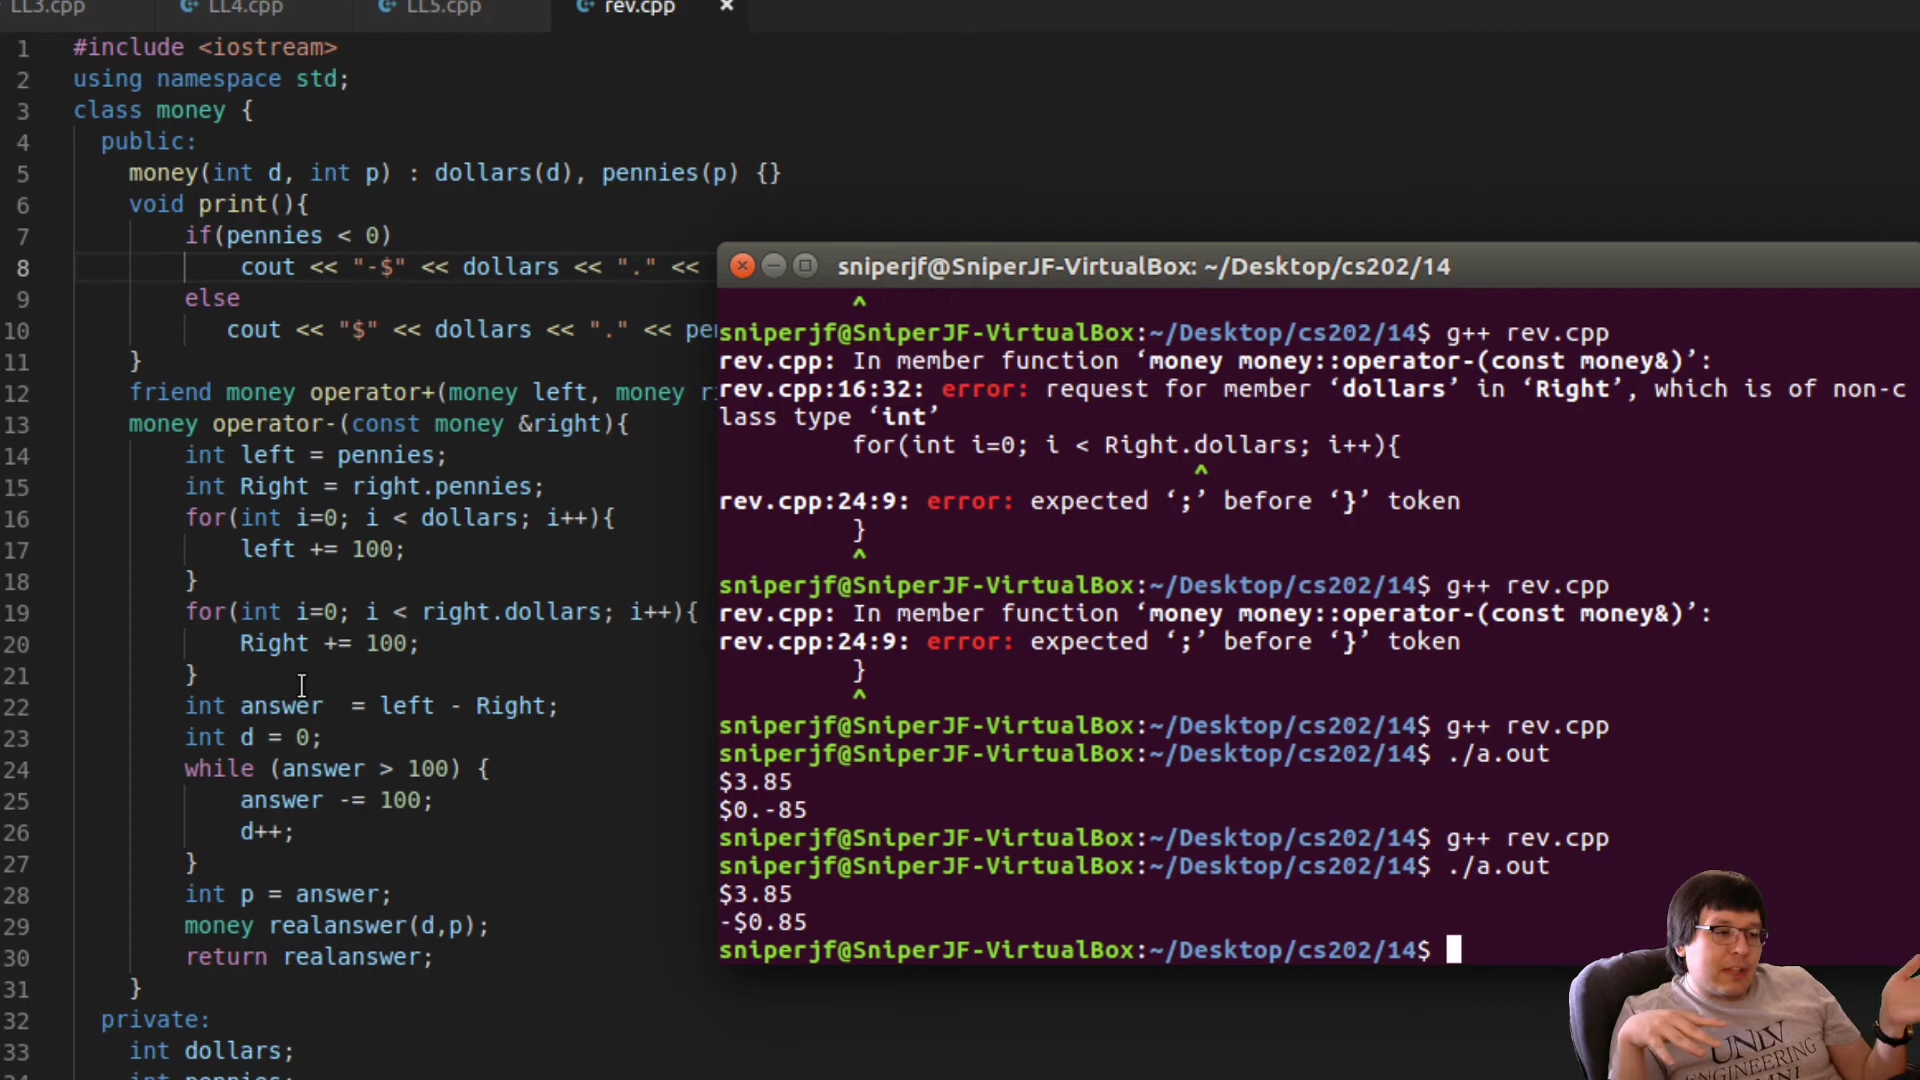 LL3.cpp LL4.cpp LL5.cpp rev.cpp ×
1 #include <iostream>
2 using namespace std;
3 class money {
4 public:
5 money(int d, int p) : dollars(d), pennies(p) {}
6 void print(){
7 if(pennies < 0)
8 cout << "-$" << dollars << "." <<
9 else
10 cout << "$" << dollars << "." << pe
11 }
12 friend money operator+(money left, money ri
13 money operator-(const money &right){
14 int left = pennies;
15 int Right = right.pennies;
16 for(int i=0; i < dollars; i++){
17 left += 100;
18 }
19 for(int i=0; i < right.dollars; i++){
20 Right += 100;
21 }
22 int answer  = left - Right;
23 int d = 0;
24 while (answer > 100) {
25 answer -= 100;
26 d++;
27 }
28 int p = answer;
29 money realanswer(d,p);
30 return realanswer;
31 }
32 private:
33 int dollars;
int pennies;
sniperjf@SniperJF-VirtualBox: ~/Desktop/cs202/14
^
sniperjf@SniperJF-VirtualBox:~/Desktop/cs202/14$ g++ rev.cpp
rev.cpp: In member function ‘money money::operator-(const money&)’:
rev.cpp:16:32: error: request for member ‘dollars’ in ‘Right’, which is of non-c
lass type ‘int’
for(int i=0; i < Right.dollars; i++){
^
rev.cpp:24:9: error: expected ‘;’ before ‘}’ token
}
^
sniperjf@SniperJF-VirtualBox:~/Desktop/cs202/14$ g++ rev.cpp
rev.cpp: In member function ‘money money::operator-(const money&)’:
rev.cpp:24:9: error: expected ‘;’ before ‘}’ token
}
^
sniperjf@SniperJF-VirtualBox:~/Desktop/cs202/14$ g++ rev.cpp
sniperjf@SniperJF-VirtualBox:~/Desktop/cs202/14$ ./a.out
$3.85
$0.-85
sniperjf@SniperJF-VirtualBox:~/Desktop/cs202/14$ g++ rev.cpp
sniperjf@SniperJF-VirtualBox:~/Desktop/cs202/14$ ./a.out
$3.85
-$0.85
sniperjf@SniperJF-VirtualBox:~/Desktop/cs202/14$
UNLV
ENGINEERING